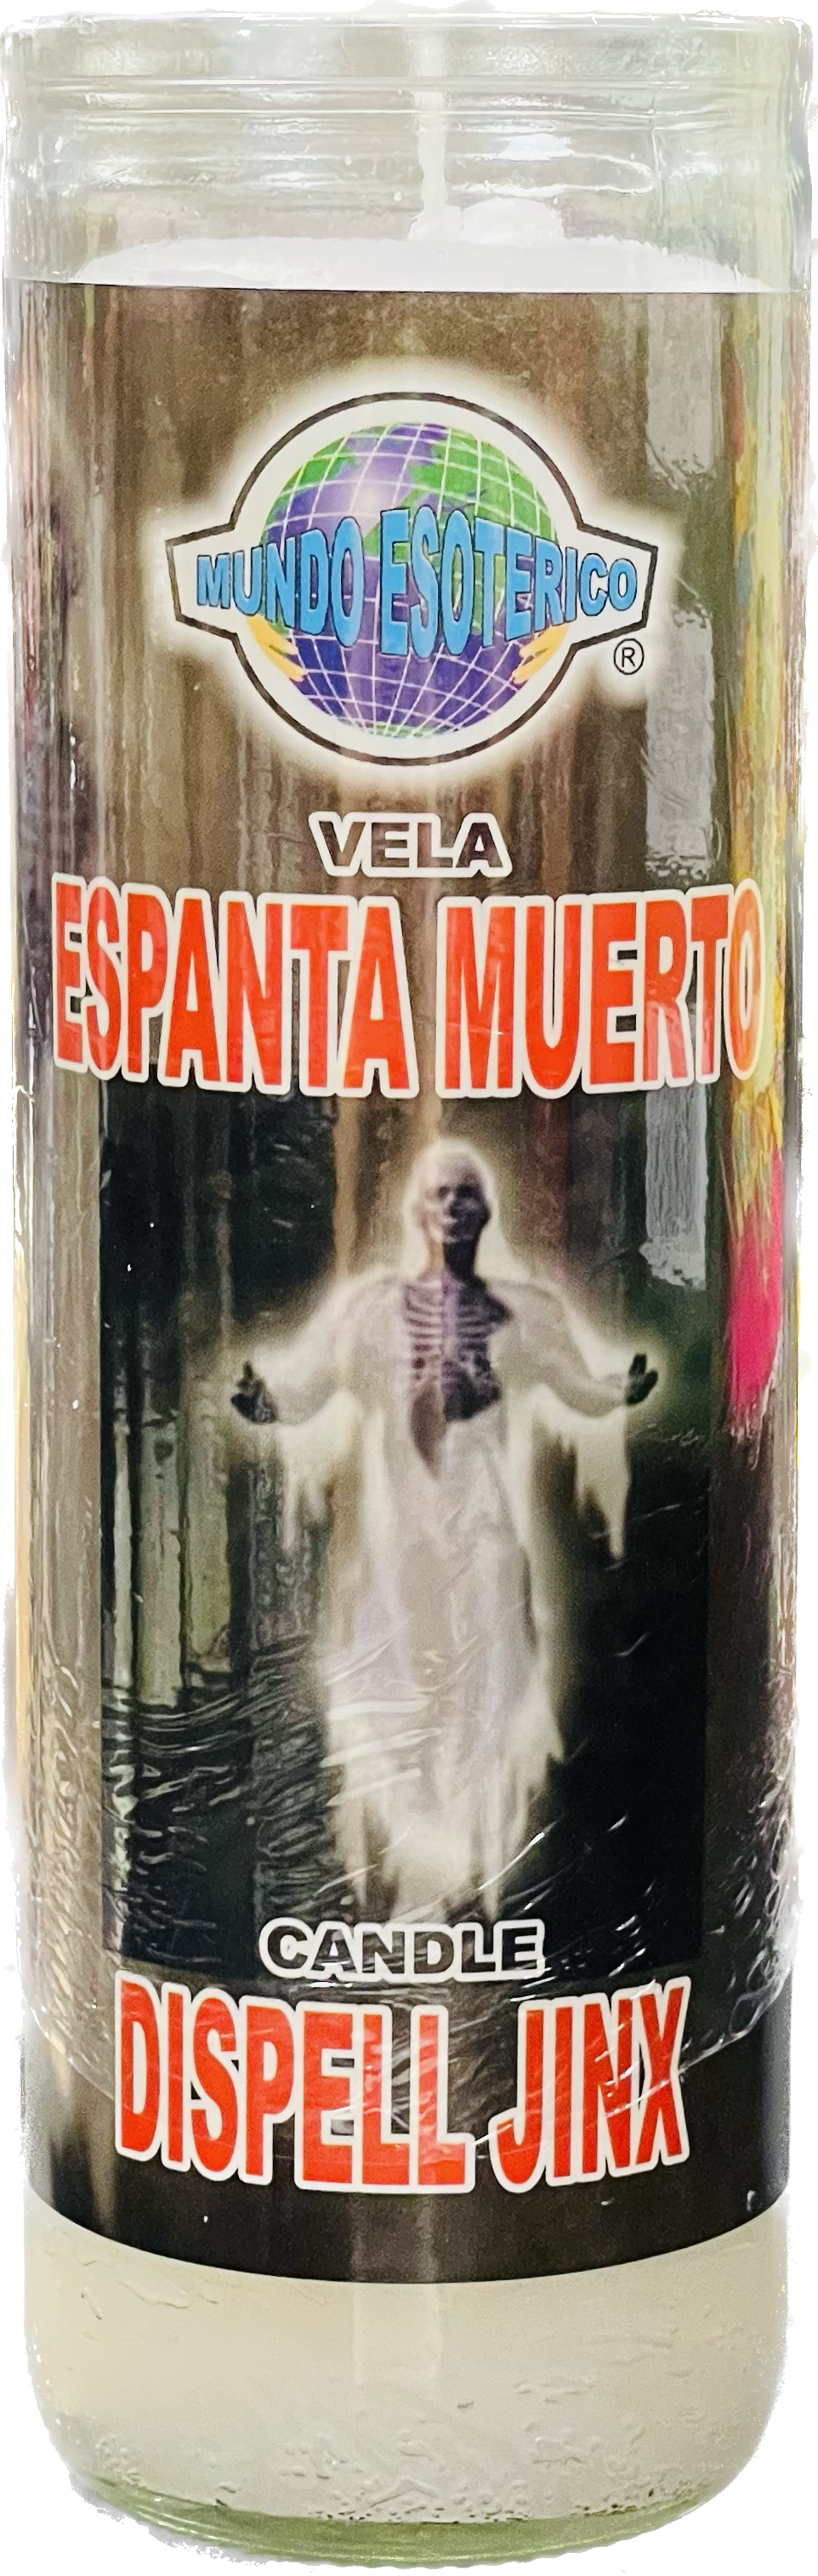 MUNDO ESOTERICO
®
VELA
ESPANTA MUERTO
CANDLE
DISPELL JINX